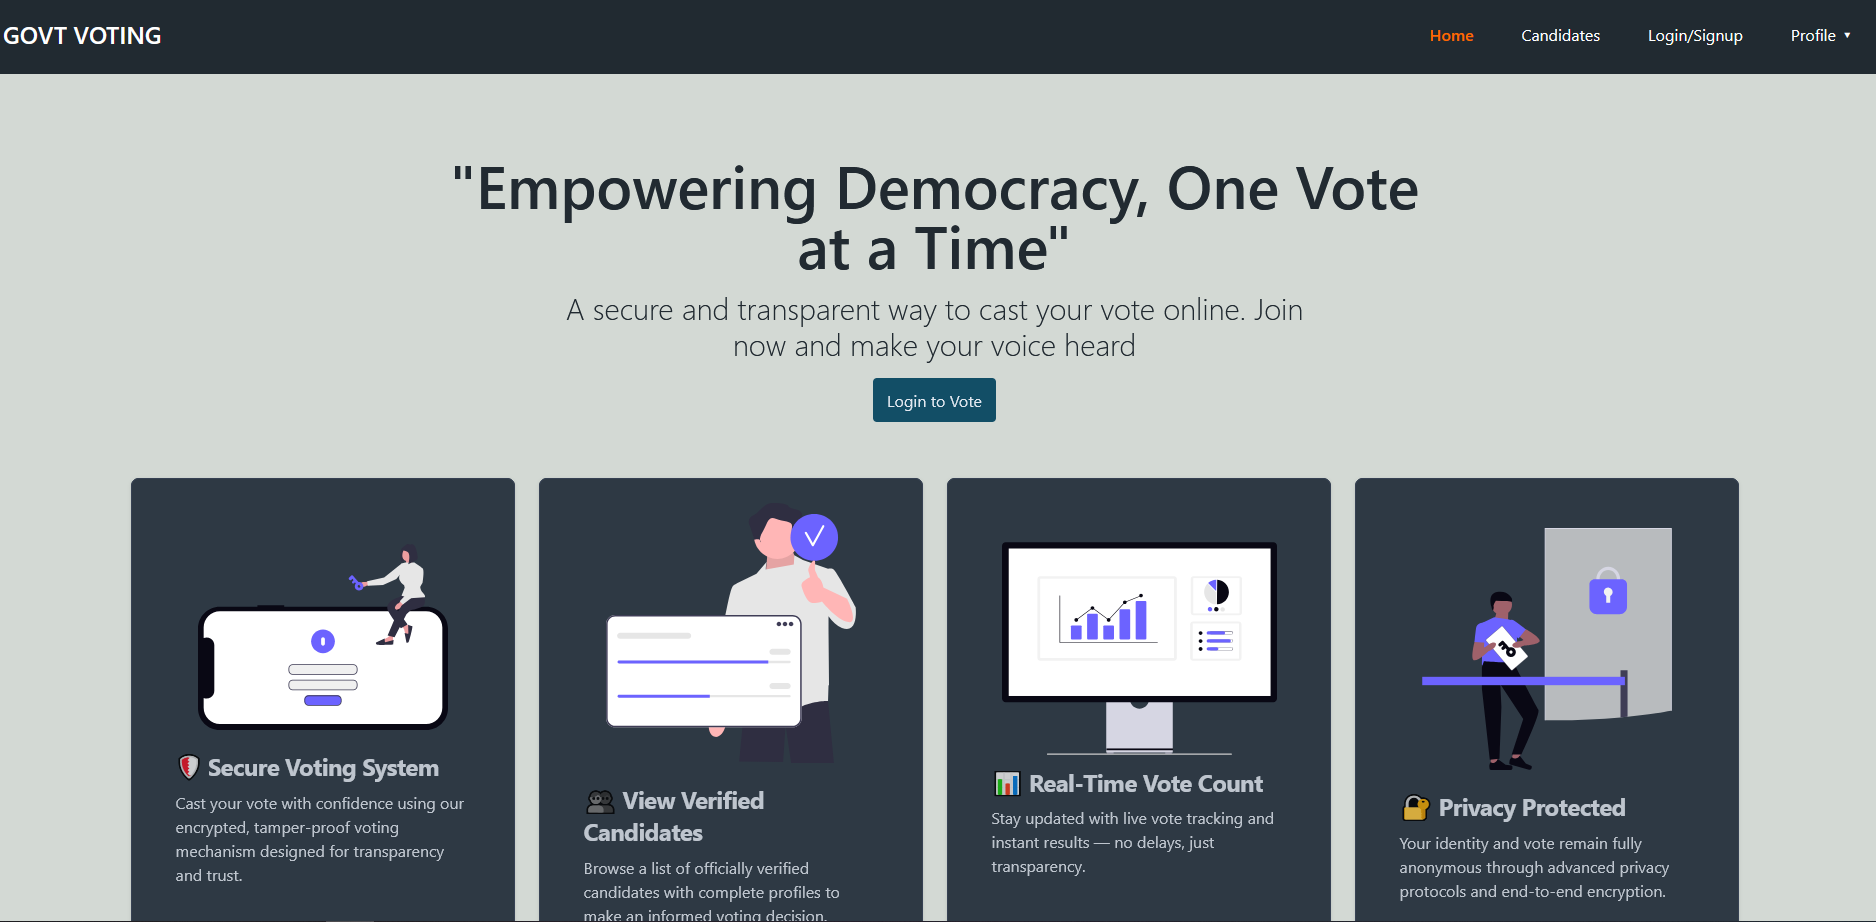 GOVT VOTING
Home
Candidates
Login/Signup
Profile ▼
"Empowering Democracy, One Vote
at a Time"
A secure and transparent way to cast your vote online. Join
now and make your voice heard
Login to Vote
Secure Voting System
Cast your vote with confidence using our
encrypted, tamper-proof voting
mechanism designed for transparency
and trust.
View Verified
Candidates
Browse a list of officially verified
candidates with complete profiles to
make an informed voting decision.
Real-Time Vote Count
Stay updated with live vote tracking and
instant results — no delays, just
transparency.
Privacy Protected
Your identity and vote remain fully
anonymous through advanced privacy
protocols and end-to-end encryption.